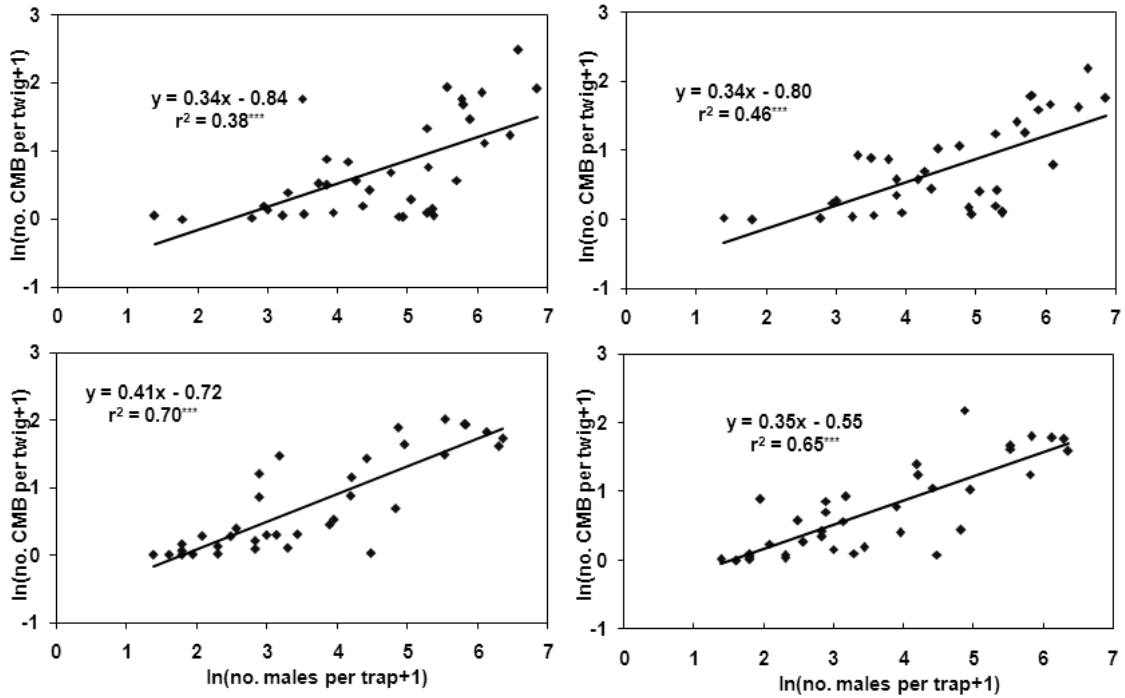 3
2
1
0
-1
ln(no. CMB per twig+1)
y = 0.34x - 0.84
r² = 0.38***
0 1 2 3 4 5 6 7
3
2
1
0
-1
ln(no. CMB per twig+1)
y = 0.34x - 0.80
r² = 0.46***
0 1 2 3 4 5 6 7
3
2
1
0
-1
ln(no. CMB per twig+1)
y = 0.41x - 0.72
r² = 0.70***
0 1 2 3 4 5 6 7
ln(no. males per trap+1)
3
2
1
0
-1
ln(no. CMB per twig+1)
y = 0.35x - 0.55
r² = 0.65***
0 1 2 3 4 5 6 7
ln(no. males per trap+1)